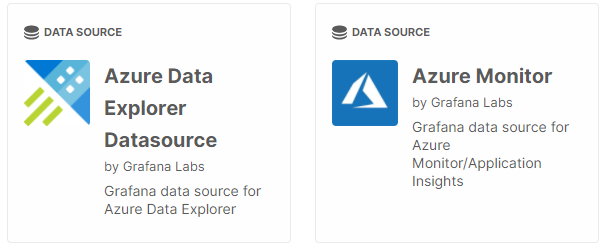 DATA SOURCE
Azure Data
Explorer
Datasource
by Grafana Labs
Grafana data source for
Azure Data Explorer
DATA SOURCE
Azure Monitor
by Grafana Labs
Grafana data source for
Azure
Monitor/Application
Insights